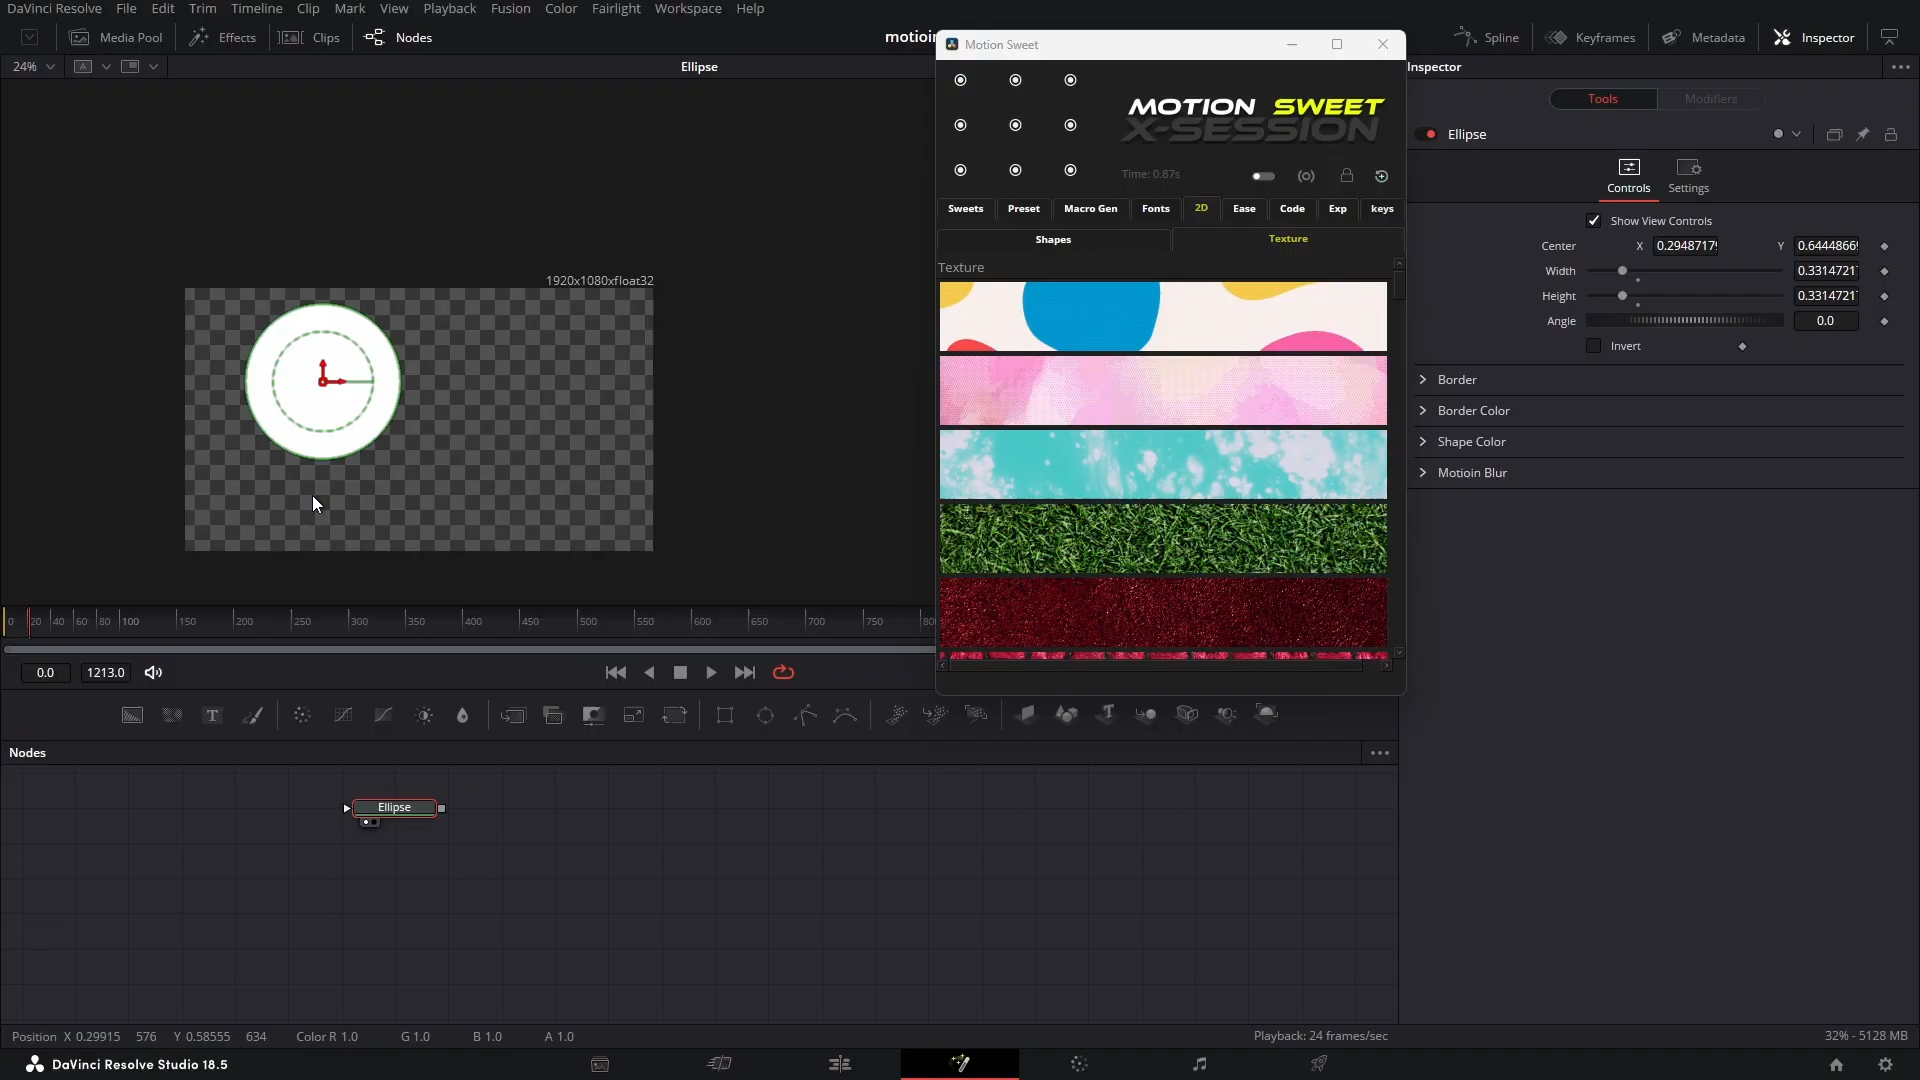 DaVinci Resolve File Edit Trim Timeline Clip Mark View Playback Fusion Color Fairlight Workspace Help
Media Pool Effects Clips Nodes
motioin
Spline Keyframes Metadata Inspector
24% A
Ellipse
Motion Sweet
Inspector
Tools Modifiers
MOTION SWEET
X-SESSION
Ellipse
Time: 0.87s
Controls Settings
Sweets Preset Macro Gen Fonts 2D Ease Code Exp keys
Shapes Texture
Texture
Show View Controls
Center X 0.2948717 Y 0.6444866
Width 0.3314721
Height 0.3314721
Angle 0.0
Invert
Border
Border Color
Shape Color
Motioin Blur
1920x1080xfloat32
0 20 40 60 80 100 150 200 250 300 350 400 450 500 550 600 650 700 750 80
0.0 1213.0
Nodes
Ellipse
Position X 0.29915 576 Y 0.58555 634 Color R 1.0 G 1.0 B 1.0 A 1.0
Playback: 24 frames/sec
32% - 5128 MB
DaVinci Resolve Studio 18.5